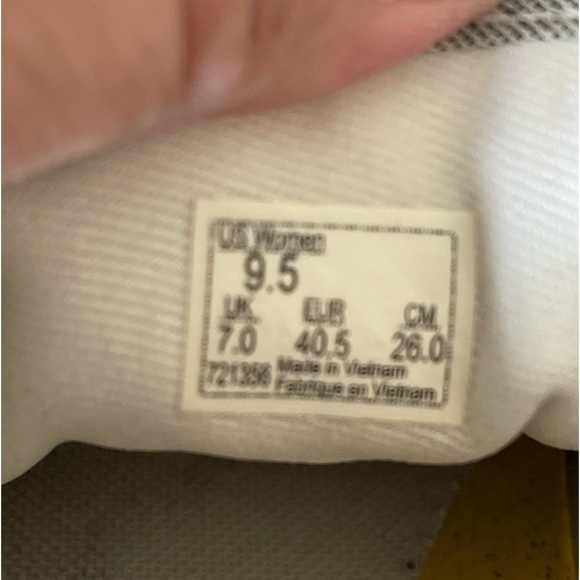 US Women
9.5
UK EUR CM
7.0 40.5 26.0
721356 Made in Vietnam
Fabriqué en Vietnam